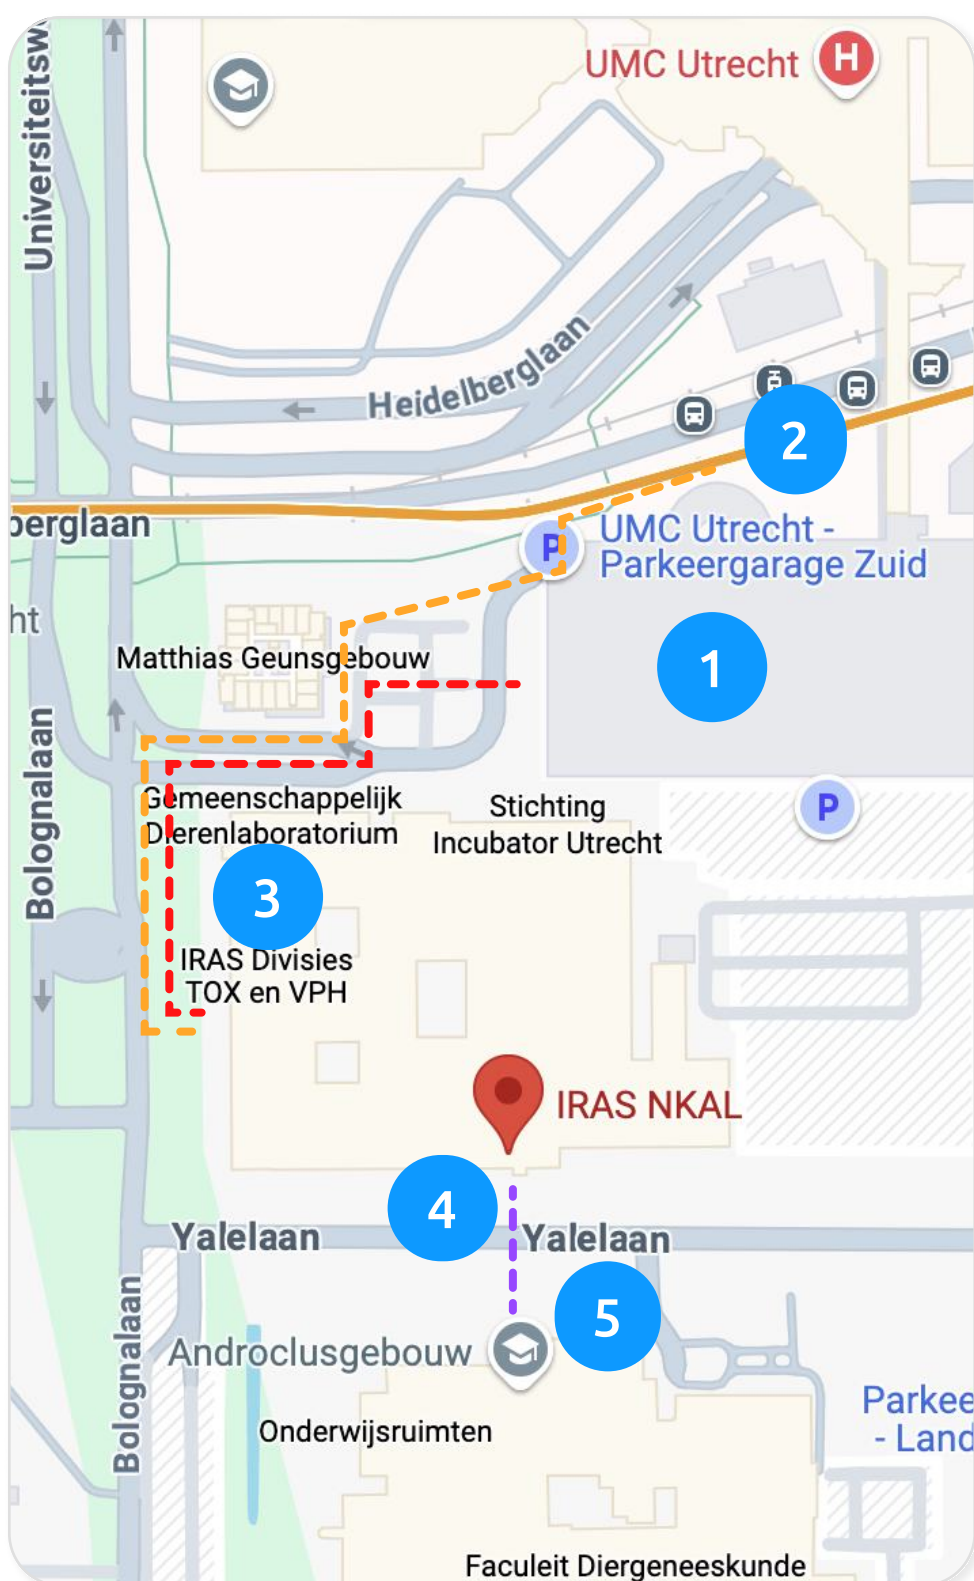 Universiteitsw
UMC Utrecht
H
Heidelberglaan
2
berglaan
P
UMC Utrecht -
Parkeergarage Zuid
ht
Matthias Geunsgebouw
1
Bolognalaan
Gemeenschappelijk
Dierenlaboratorium
Stichting
Incubator Utrecht
P
3
IRAS Divisies
TOX en VPH
IRAS NKAL
4
Yalelaan
Yalelaan
5
Bolognalaan
Androclusgebouw
Parkee
- Land
Onderwijsruimten
Faculeit Diergeneeskunde